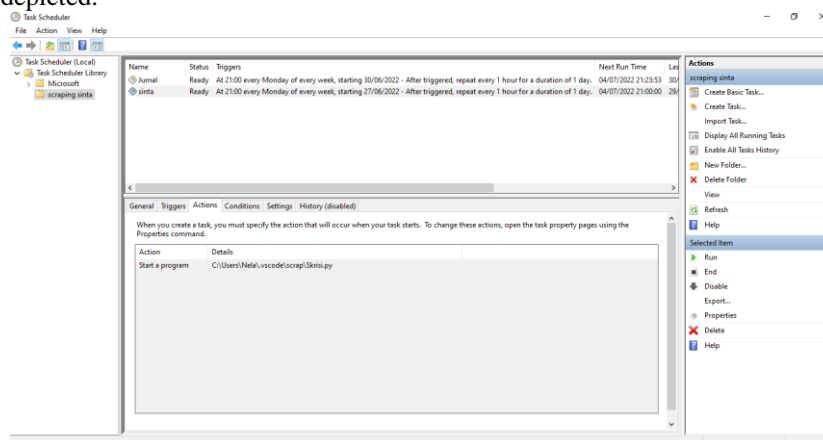 depicted.
Task Scheduler
File Action View Help
Task Scheduler (Local)
Task Scheduler Library
Microsoft
scraping sinta
Name Status Triggers Next Run Time
Jurnal Ready At 21:00 every Monday of every week, starting 30/06/2022 - After triggered, repeat every 1 hour for a duration of 1 day. 04/07/2022 21:23:53 30/
sinta Ready At 21:00 every Monday of every week, starting 27/06/2022 - After triggered, repeat every 1 hour for a duration of 1 day. 04/07/2022 21:00:00 29/
General Triggers Actions Conditions Settings History (disabled)
When you create a task, you must specify the action that will occur when your task starts. To change these actions, open the task property pages using the
Properties command.
Action Details
Start a program C:\Users\Nela\.vscode\scrap\Skrisi.py
Actions
scraping sinta
Create Basic Task...
Create Task...
Import Task...
Display All Running Tasks
Enable All Tasks History
New Folder...
Delete Folder
View
Refresh
Help
Selected Item
Run
End
Disable
Export...
Properties
Delete
Help